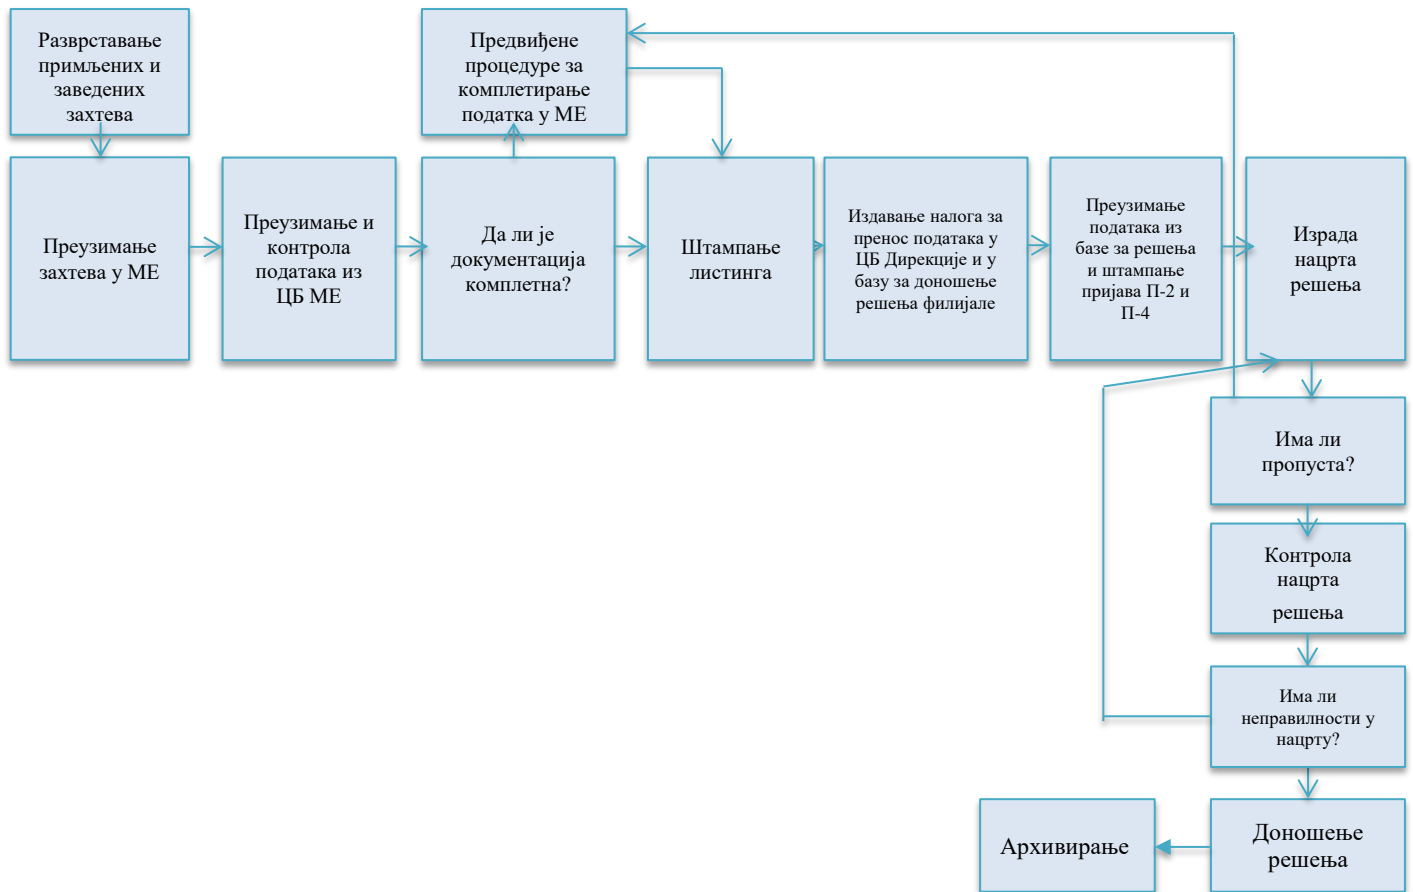 Разврставање
примљених и
заведених
захтева
Предвиђене
процедуре за
комплетирање
податка у МЕ
Преузимање
захтева у МЕ
Преузимање и
контрола
података из
ЦБ МЕ
Да ли је
документација
комплетна?
Штампање
листинга
Издавање налога за
пренос података у
ЦБ Дирекције и у
базу за доношење
решења филијале
Преузимање
података из
базе за решења
и штампање
пријава П-2 и
П-4
Израда
нацрта
решења
Има ли
пропуста?
Контрола
нацрта
решења
Има ли
неправилности у
нацрту?
Доношење
решења
Архивирање